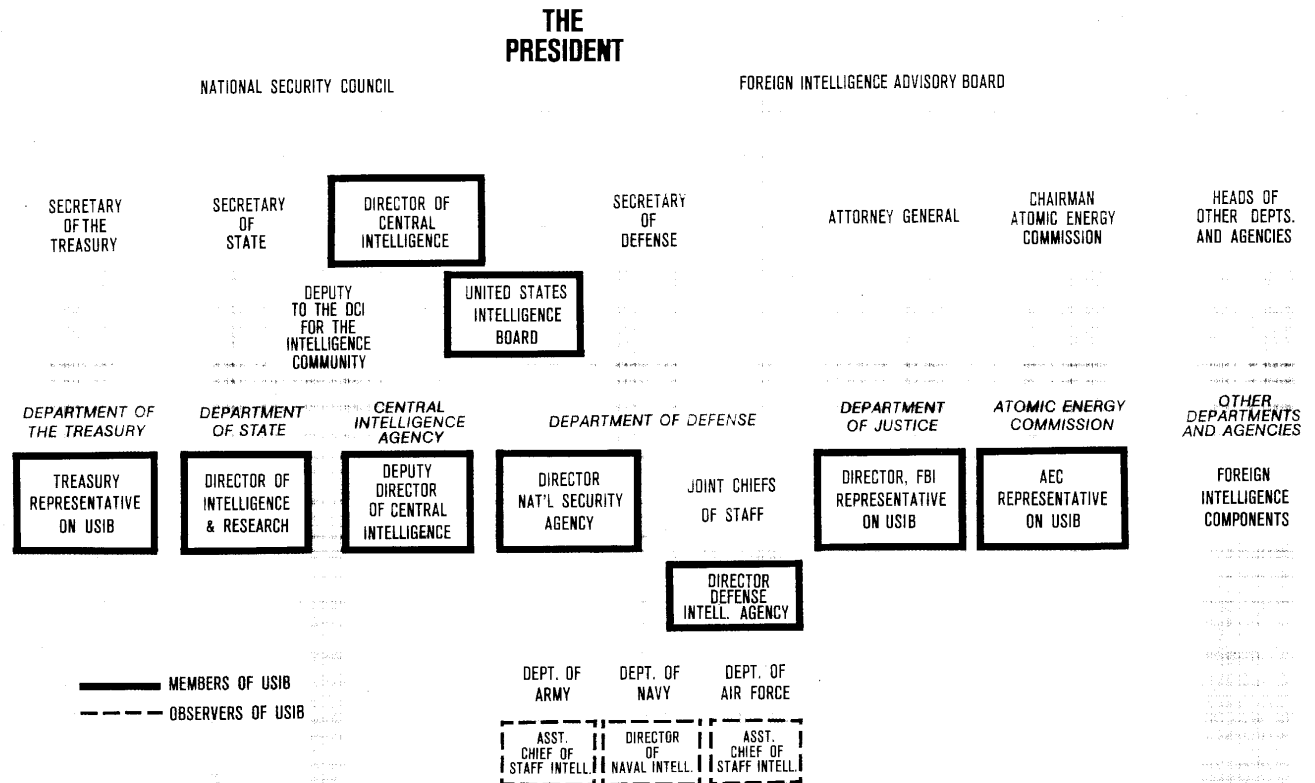 THE
PRESIDENT
NATIONAL SECURITY COUNCIL
FOREIGN INTELLIGENCE ADVISORY BOARD
SECRETARY
OF THE
TREASURY
SECRETARY
OF
STATE
DIRECTOR OF
CENTRAL
INTELLIGENCE
SECRETARY
OF
DEFENSE
ATTORNEY GENERAL
CHAIRMAN
ATOMIC ENERGY
COMMISSION
HEADS OF
OTHER DEPTS.
AND AGENCIES
DEPUTY
TO THE DCI
FOR THE
INTELLIGENCE
COMMUNITY
UNITED STATES
INTELLIGENCE
BOARD
DEPARTMENT OF
THE TREASURY
DEPARTMENT
OF STATE
CENTRAL
INTELLIGENCE
AGENCY
DEPARTMENT OF DEFENSE
DEPARTMENT
OF JUSTICE
ATOMIC ENERGY
COMMISSION
OTHER
DEPARTMENTS
AND AGENCIES
TREASURY
REPRESENTATIVE
ON USIB
DIRECTOR OF
INTELLIGENCE
& RESEARCH
DEPUTY
DIRECTOR
OF CENTRAL
INTELLIGENCE
DIRECTOR
NAT'L SECURITY
AGENCY
JOINT CHIEFS
OF STAFF
DIRECTOR, FBI
REPRESENTATIVE
ON USIB
AEC
REPRESENTATIVE
ON USIB
FOREIGN
INTELLIGENCE
COMPONENTS
DIRECTOR
DEFENSE
INTELL. AGENCY
MEMBERS OF USIB
OBSERVERS OF USIB
DEPT. OF
ARMY
DEPT. OF
NAVY
DEPT. OF
AIR FORCE
ASST.
CHIEF OF
STAFF INTELL.
DIRECTOR
OF
NAVAL INTELL.
ASST.
CHIEF OF
STAFF INTELL.